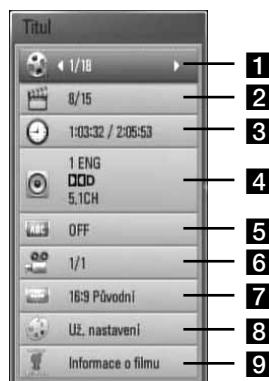 Titul
1/18
1
8/15
2
1:03:32 / 2:05:53
3
1 ENG
D
5.1CH
4
ABC
OFF
5
1/1
6
16:9 Původní
7
Už. nastavení
8
Informace o filmu
9